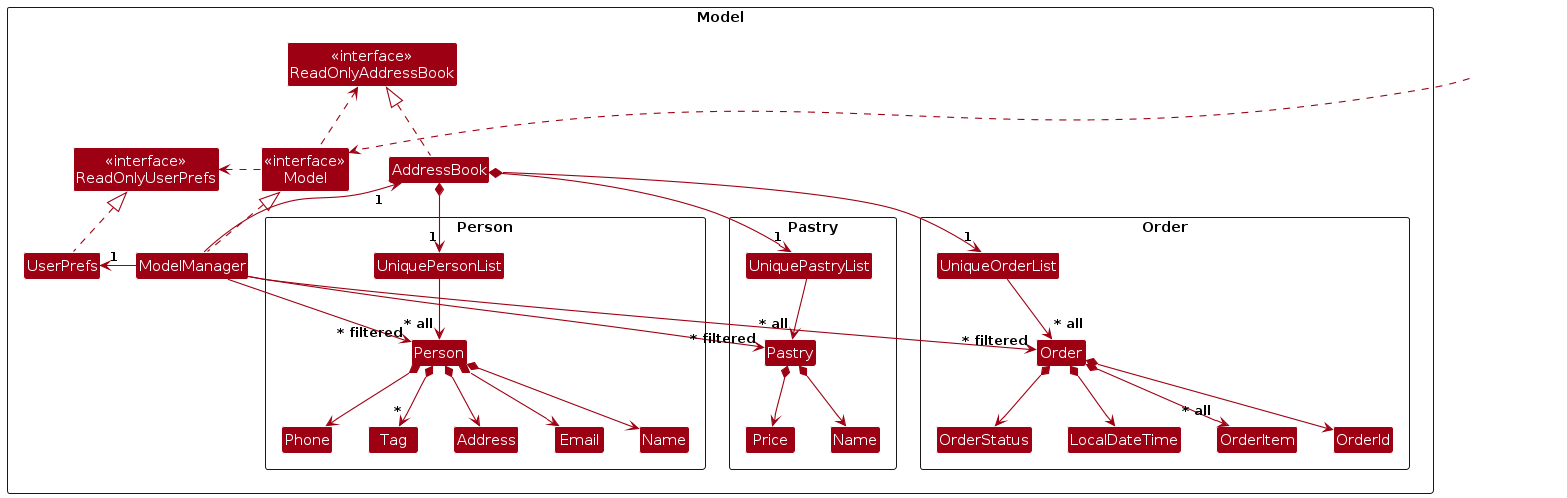 Model
«interface»
ReadOnlyAddressBook
«interface»
ReadOnlyUserPrefs
«interface»
Model
AddressBook
1
Person
Pastry
Order
1
1
1
1
UserPrefs
ModelManager
UniquePersonList
UniquePastryList
UniqueOrderList
* filtered
* all
* filtered
* all
* filtered
* all
Person
Pastry
Order
*
* all
Phone
Tag
Address
Email
Name
Price
Name
OrderStatus
LocalDateTime
OrderItem
OrderId